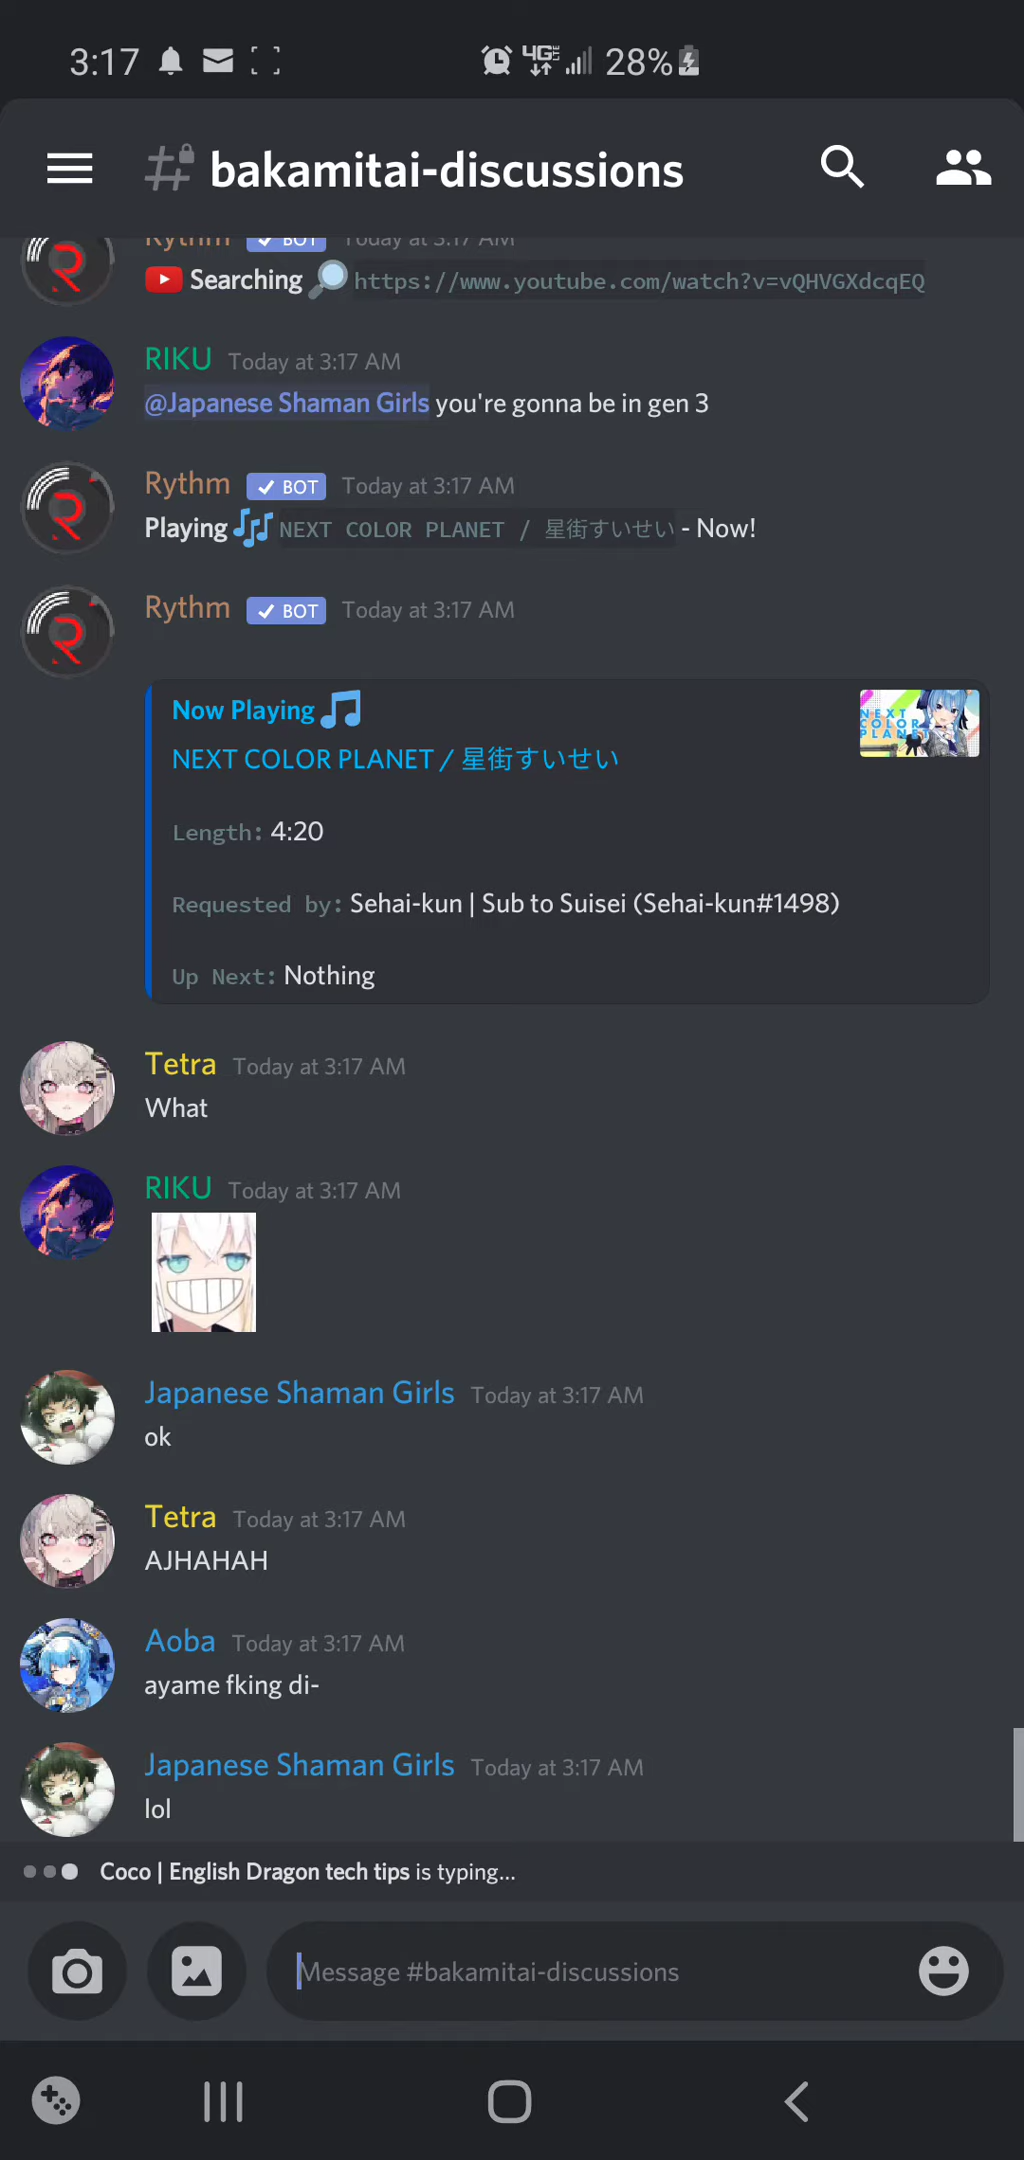 3:17 4G LTE 28%
bakamitai-discussions
Rythm BOT Today at 3:17 AM
Searching https://www.youtube.com/watch?v=vQHVGXdcqEQ
RIKU Today at 3:17 AM
@Japanese Shaman Girls you're gonna be in gen 3
Rythm BOT Today at 3:17 AM
Playing NEXT COLOR PLANET / 星街すいせい - Now!
Rythm BOT Today at 3:17 AM
Now Playing
NEXT COLOR PLANET / 星街すいせい
NEXT
COLOR
PLANET
Length: 4:20
Requested by: Sehai-kun | Sub to Suisei (Sehai-kun#1498)
Up Next: Nothing
Tetra Today at 3:17 AM
What
RIKU Today at 3:17 AM
Japanese Shaman Girls Today at 3:17 AM
ok
Tetra Today at 3:17 AM
AJHAHAH
Aoba Today at 3:17 AM
ayame fking di-
Japanese Shaman Girls Today at 3:17 AM
lol
Coco | English Dragon tech tips is typing...
Message #bakamitai-discussions